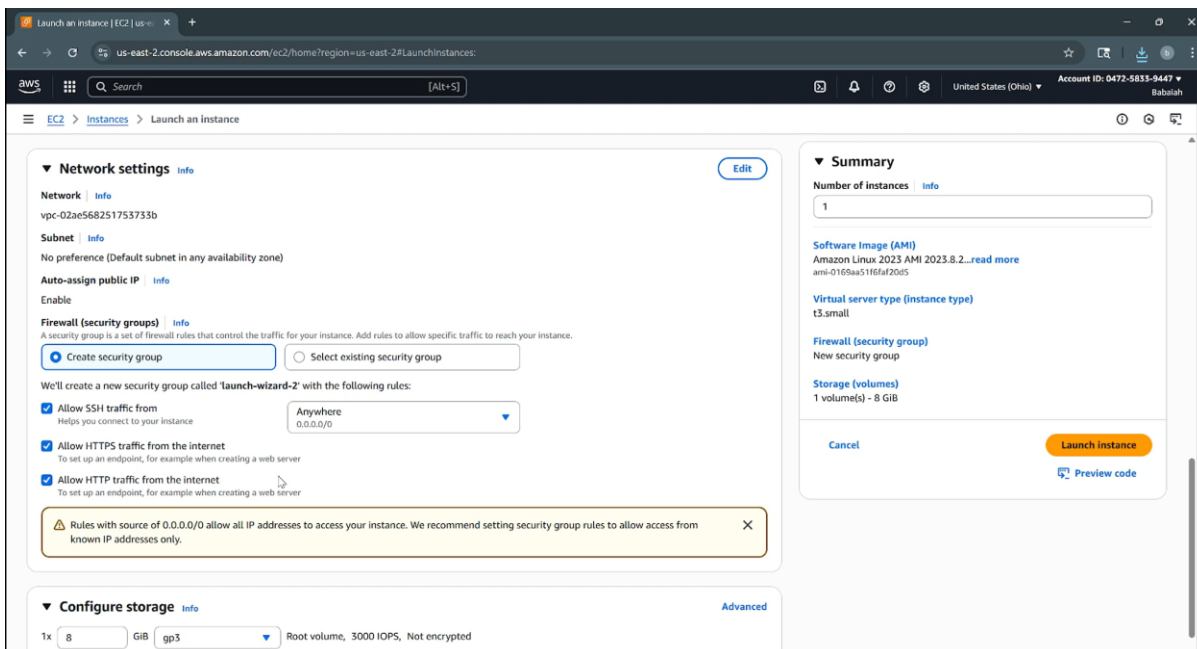 Launch an instance | EC2 | us-e
us-east-2.console.aws.amazon.com/ec2/home?region=us-east-2#LaunchInstances:
b
aws
Search
[Alt+S]
United States (Ohio)
Account ID: 0472-5833-9447
Babaiah
EC2 > Instances > Launch an instance
Network settings Info
Edit
Network Info
vpc-02ae568251753733b
Subnet Info
No preference (Default subnet in any availability zone)
Auto-assign public IP Info
Enable
Firewall (security groups) Info
A security group is a set of firewall rules that control the traffic for your instance. Add rules to allow specific traffic to reach your instance.
Create security group
Select existing security group
We'll create a new security group called 'launch-wizard-2' with the following rules:
Allow SSH traffic from
Helps you connect to your instance
Anywhere
0.0.0.0/0
Allow HTTPS traffic from the internet
To set up an endpoint, for example when creating a web server
Allow HTTP traffic from the internet
To set up an endpoint, for example when creating a web server
Rules with source of 0.0.0.0/0 allow all IP addresses to access your instance. We recommend setting security group rules to allow access from
known IP addresses only.
Configure storage Info
Advanced
1x 8 GiB gp3 Root volume, 3000 IOPS, Not encrypted
Summary
Number of instances Info
1
Software Image (AMI)
Amazon Linux 2023 AMI 2023.8.2...read more
ami-0169aa51f6faf20d5
Virtual server type (instance type)
t3.small
Firewall (security group)
New security group
Storage (volumes)
1 volume(s) - 8 GiB
Cancel
Launch instance
Preview code